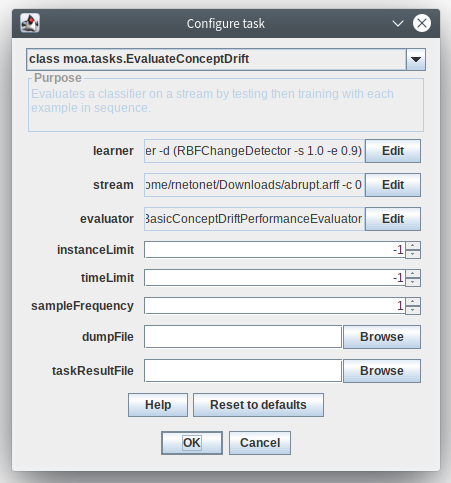 Configure task
class moa.tasks.EvaluateConceptDrift
Purpose
Evaluates a classifier on a stream by testing then training with each
example in sequence.
learner er -d (RBFChangeDetector -s 1.0 -e 0.9) Edit
stream ome/rnetonet/Downloads/abrupt.arff -c 0 Edit
evaluator BasicConceptDriftPerformanceEvaluator Edit
instanceLimit -1
timeLimit -1
sampleFrequency 1
dumpFile Browse
taskResultFile Browse
Help Reset to defaults
OK Cancel